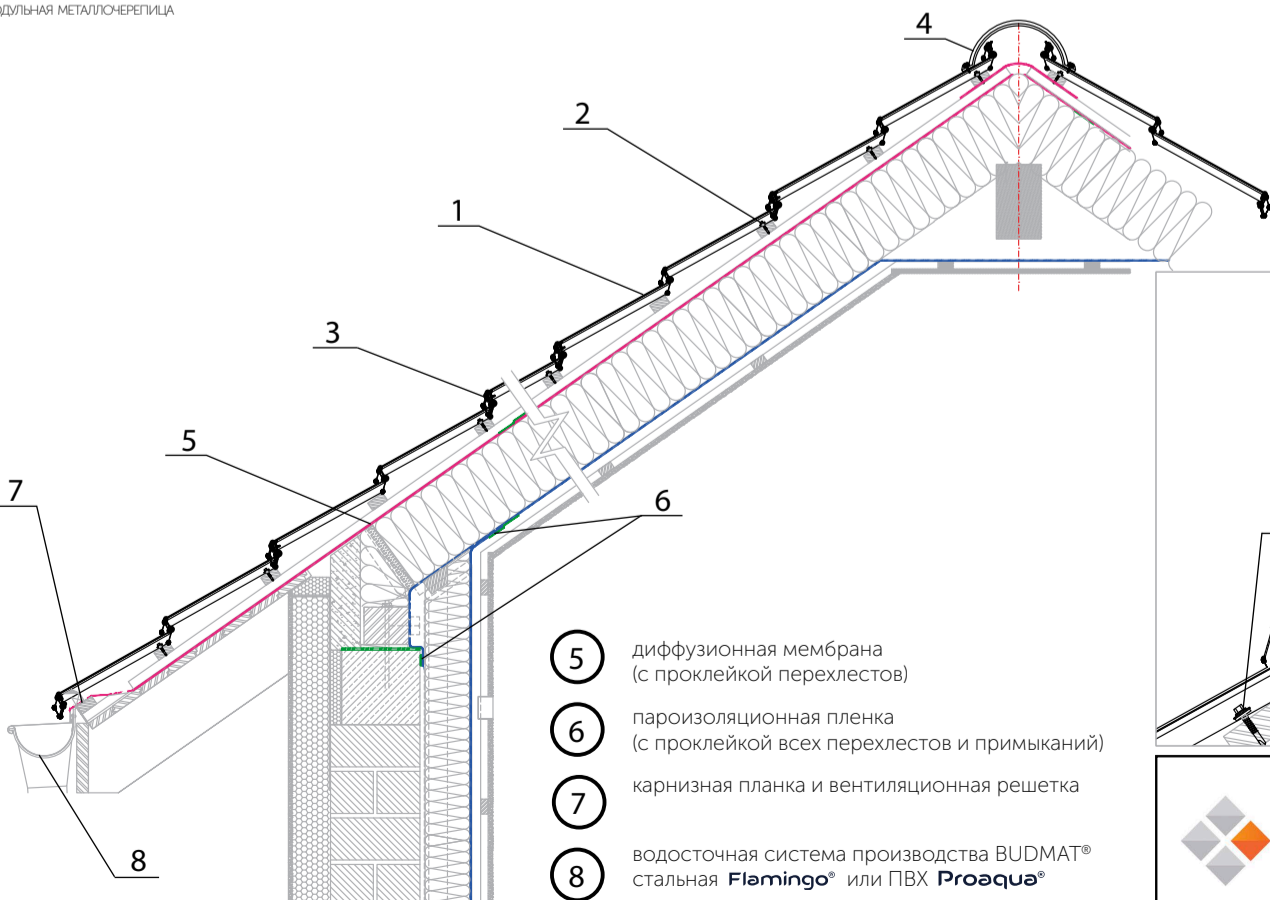 МЕТАЛЛОЧЕРЕПИЦА
4
2
1
3
5
7
6
8
5 диффузионная мембрана
(с проклейкой перехлестов)
6 пароизоляционная пленка
(с проклейкой всех перехлестов и примыканий)
7 карнизная планка и вентиляционная решетка
8 водосточная система производства BUDMAT®
стальная Flamingo® или ПВХ Proaqua®